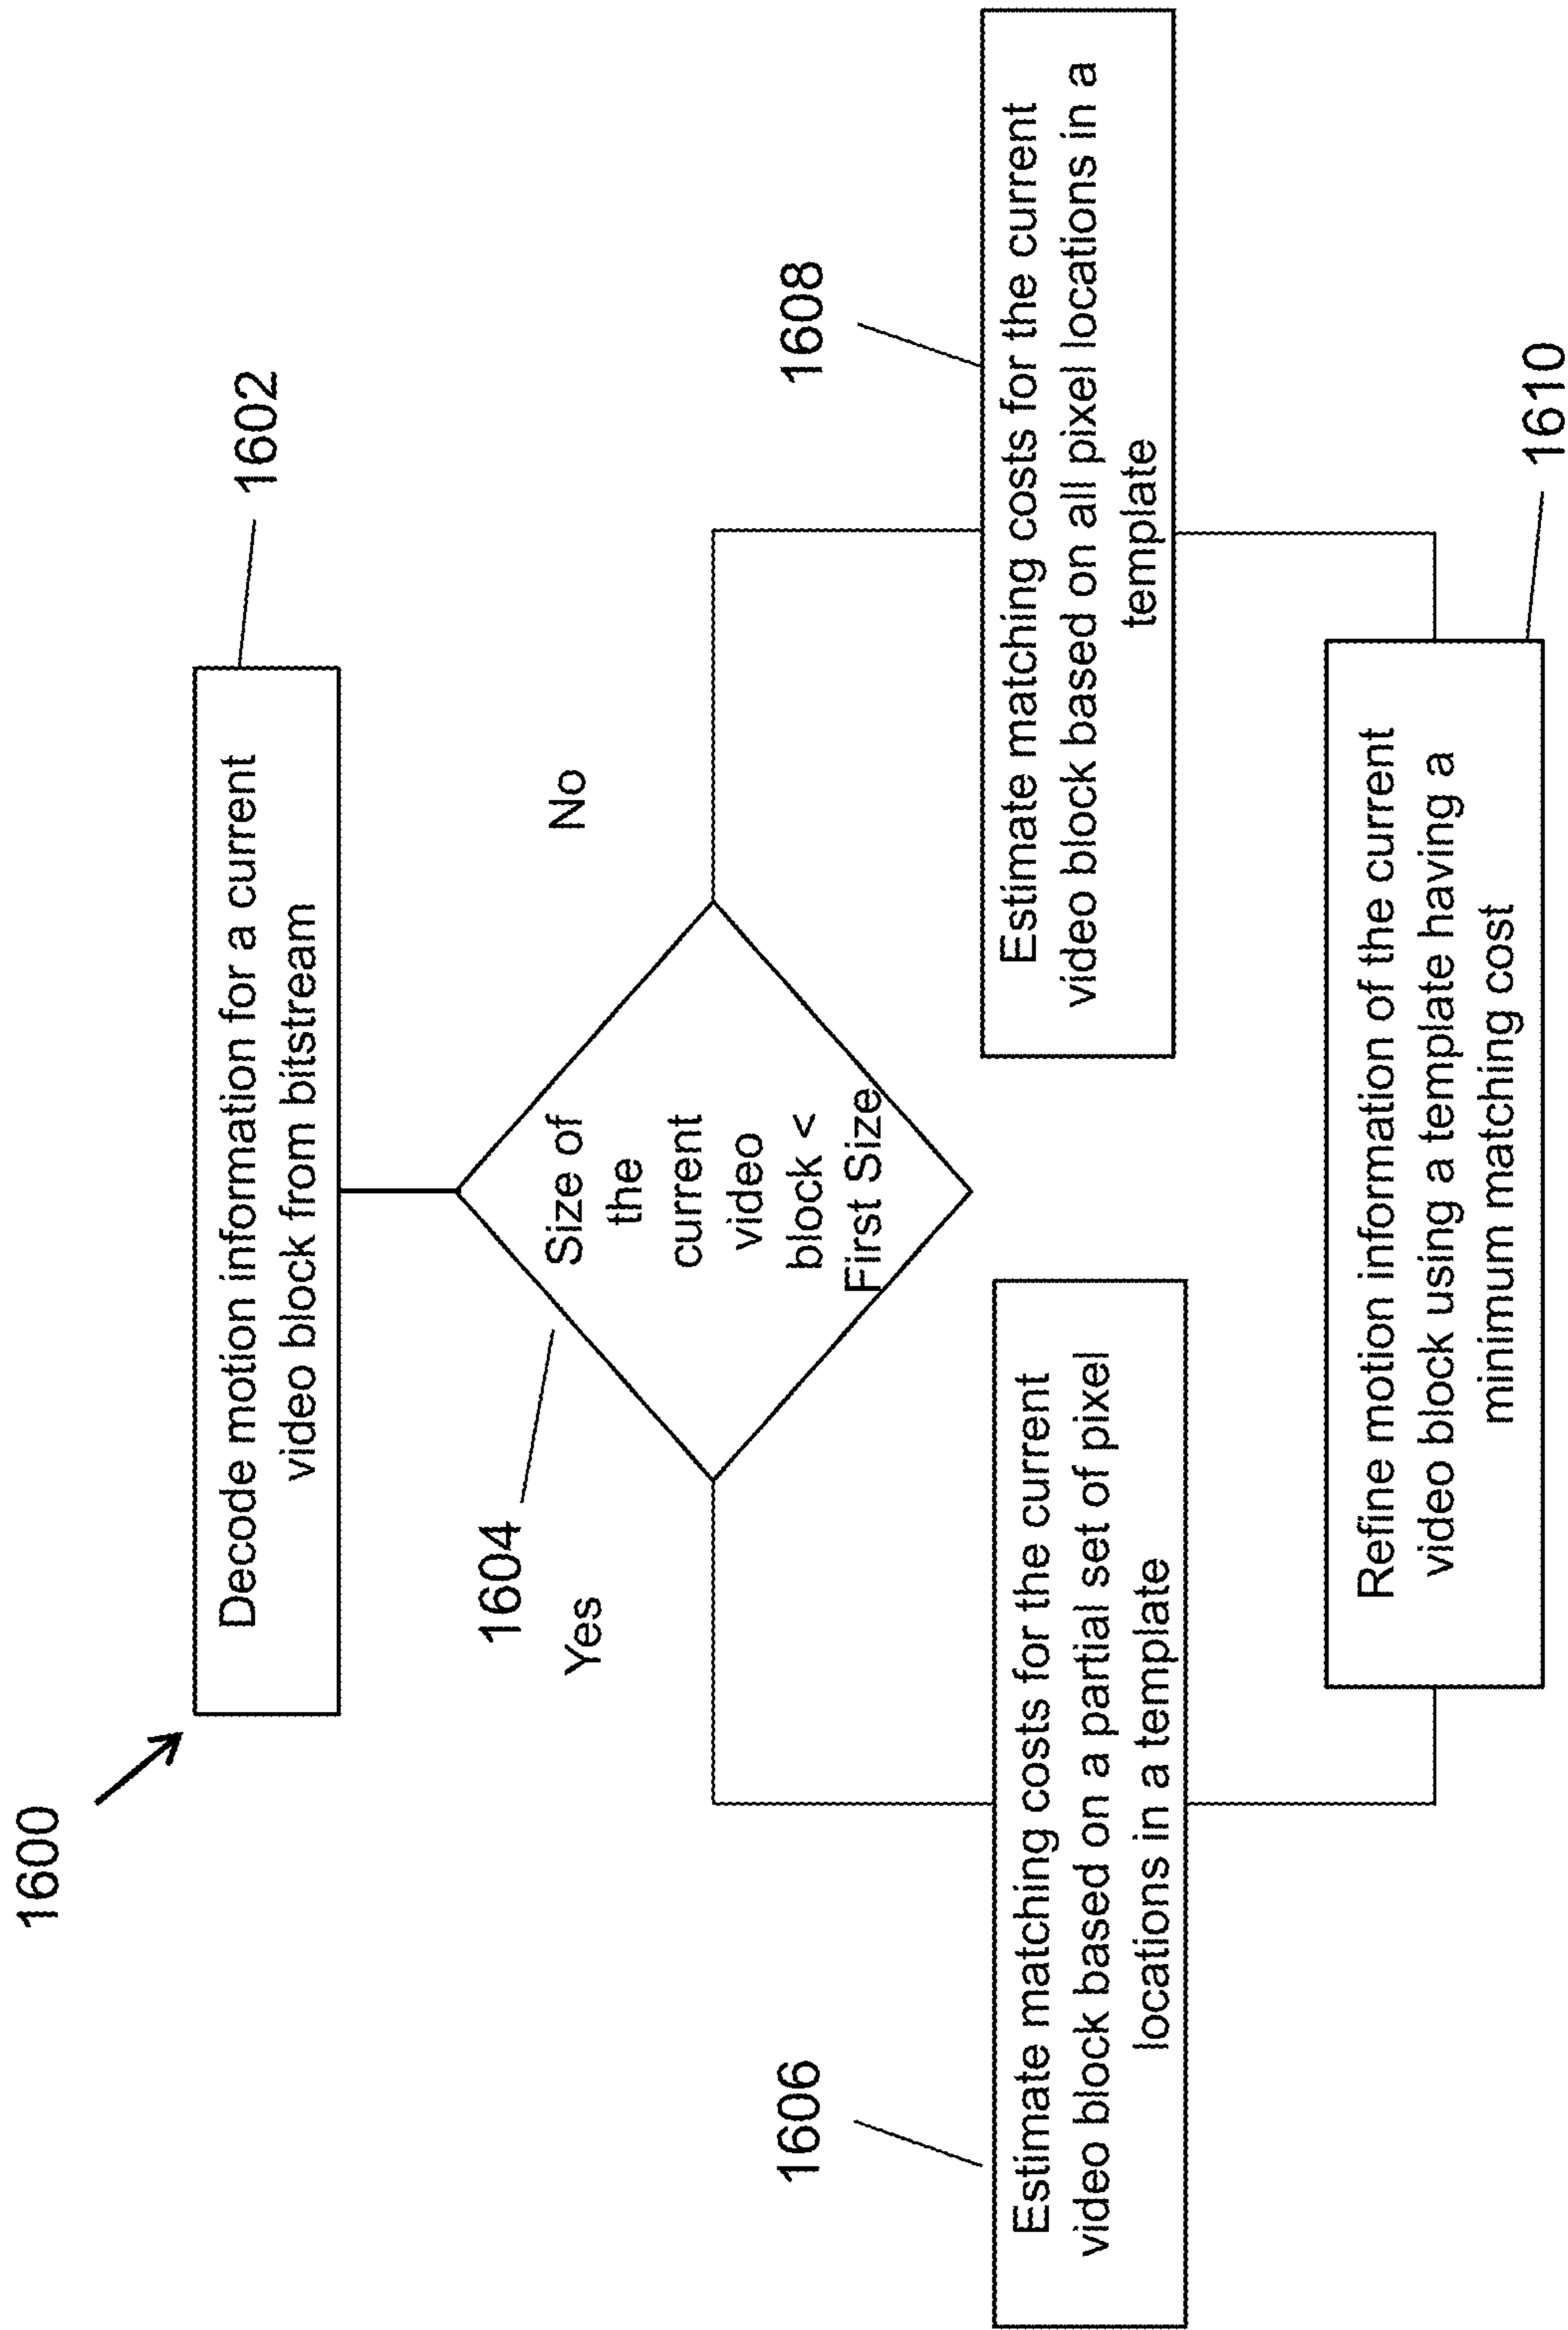 1600
Decode motion information for a current
video block from bitstream
1602
1604
Size of
the
current
video
block <
First Size
Yes
No
1606
Estimate matching costs for the current
video block based on a partial set of pixel
locations in a template
1608
Estimate matching costs for the current
video block based on all pixel locations in a
template
Refine motion information of the current
video block using a template having a
minimum matching cost
1610